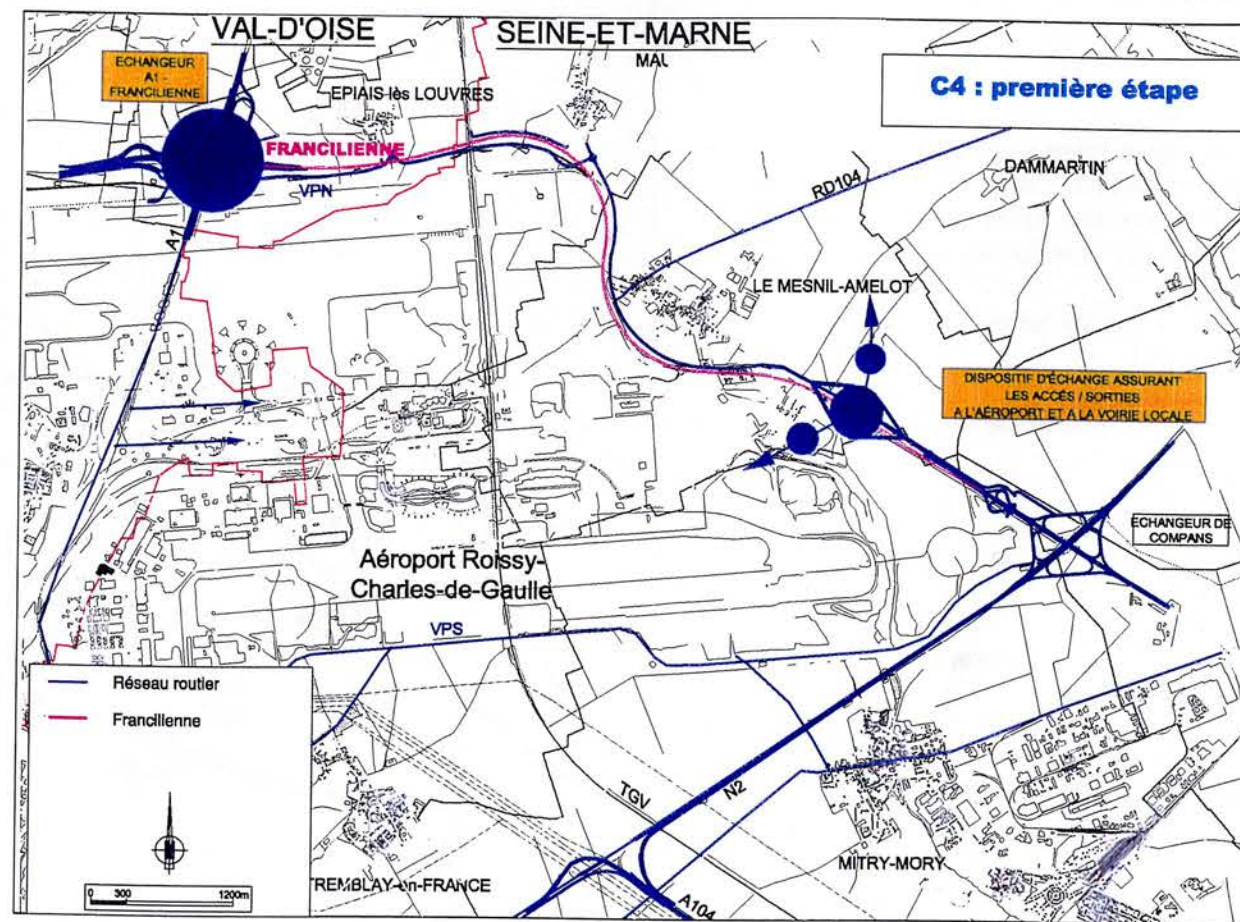 VAL-D'OISE
SEINE-ET-MARNE
MAU
C4 : première étape
ECHANGEUR
A1 -
FRANCILIENNE
EPIAIS-lès LOUVRES
FRANCILIENNE
VPN
A1
RD104
DAMMARTIN
LE MESNIL-AMELOT
DISPOSITIF D'ÉCHANGE ASSURANT
LES ACCÈS / SORTIES
A L'AÉROPORT ET A LA VOIRIE LOCALE
ECHANGEUR DE
COMPANS
Aéroport Roissy-
Charles-de-Gaulle
VPS
Réseau routier
Francilienne
TGV
N2
MITRY-MORY
TREMBLAY-en-FRANCE
A104
0 300 1200m